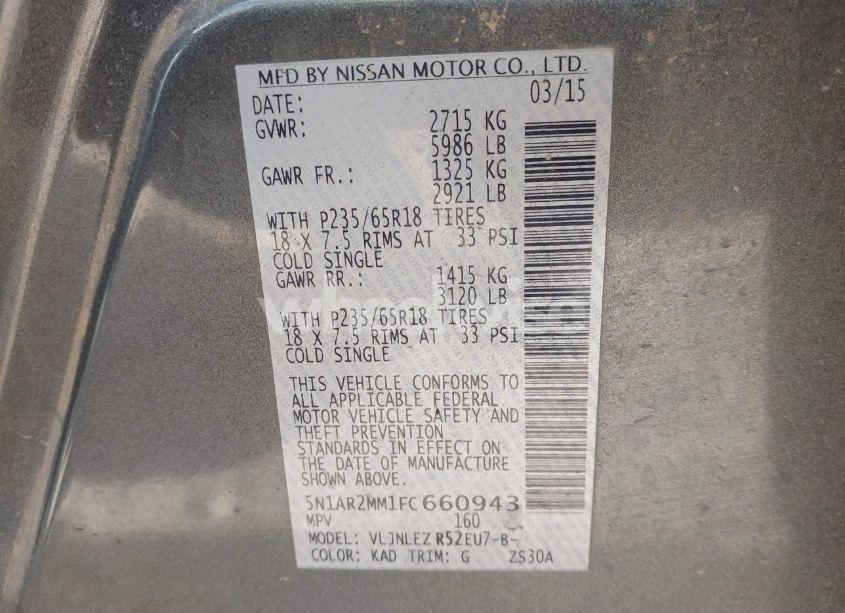 MFD BY NISSAN MOTOR CO., LTD.
DATE: 03/15
GVWR: 2715 KG
5986 LB
GAWR FR.: 1325 KG
2921 LB
WITH P235/65R18 TIRES
18 X 7.5 RIMS AT 33 PSI
COLD SINGLE
GAWR RR.: 1415 KG
3120 LB
WITH P235/65R18 TIRES
18 X 7.5 RIMS AT 33 PSI
COLD SINGLE
THIS VEHICLE CONFORMS TO
ALL APPLICABLE FEDERAL
MOTOR VEHICLE SAFETY AND
THEFT PREVENTION
STANDARDS IN EFFECT ON
THE DATE OF MANUFACTURE
SHOWN ABOVE.
5N1AR2MM1FC660943
MPV 160
MODEL: VLJNLEZ R52EU7-B-
COLOR: KAD TRIM: G ZS30A